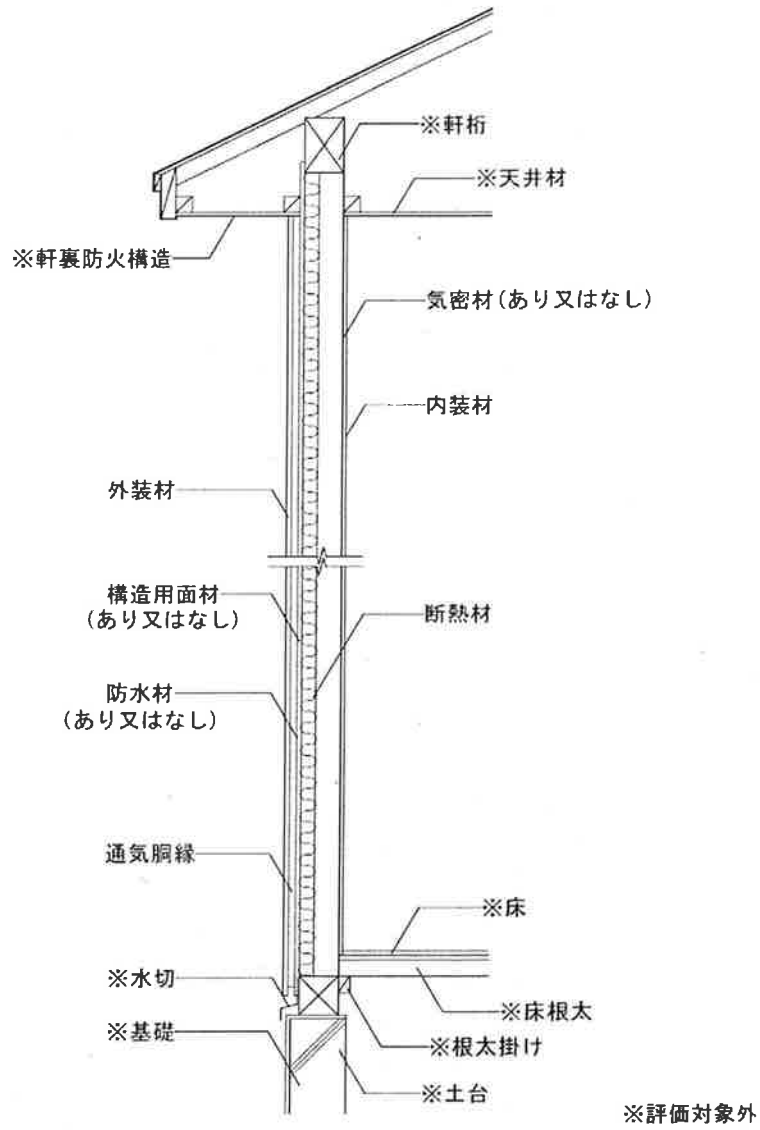 ※軒桁
※天井材
※軒裏防火構造
気密材(あり又はなし)
内装材
外装材
構造用面材
(あり又はなし)
断熱材
防水材
(あり又はなし)
通気胴縁
※床
※水切
※床根太
※基礎
※根太掛け
※土台
※評価対象外